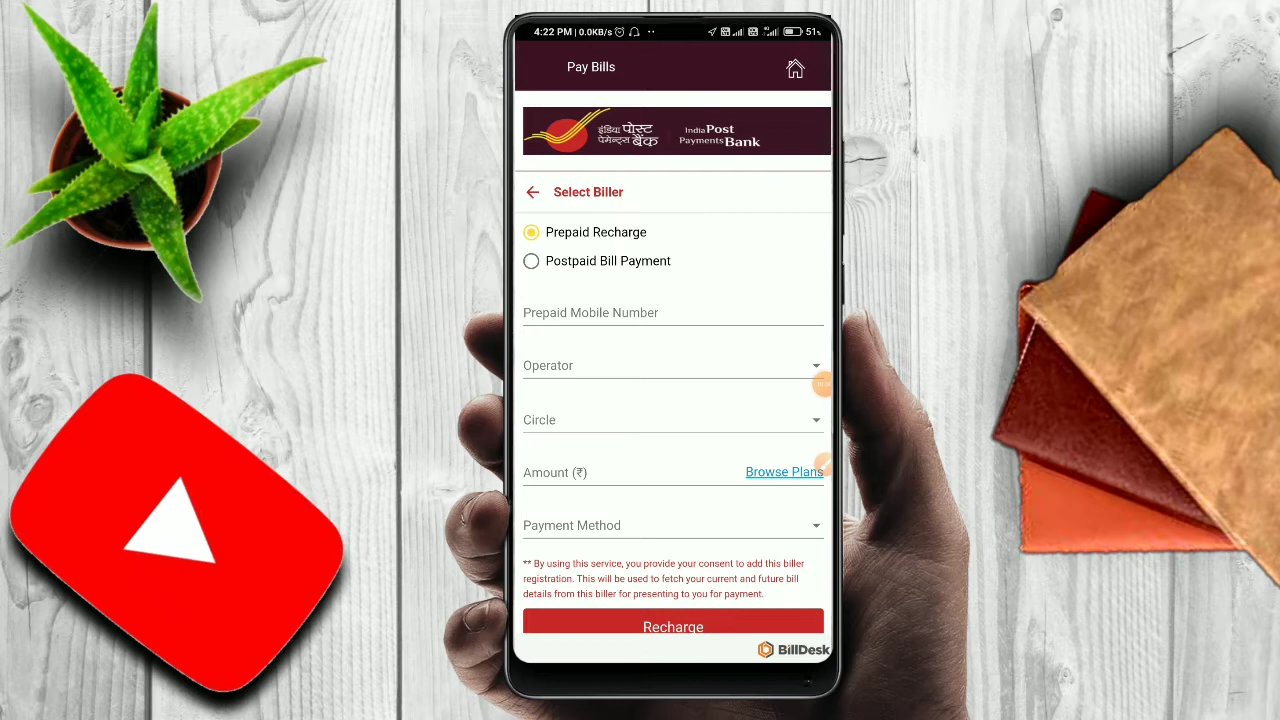 4:22 PM | 0.0KB/s
51%
Pay Bills
इंडिया पोस्ट
पेमेन्ट्स बैंक
India Post
Payments Bank
Select Biller
Prepaid Recharge
Postpaid Bill Payment
Prepaid Mobile Number
Operator
Circle
Amount (₹) Browse Plans
Payment Method
** By using this service, you provide your consent to add this biller
registration. This will be used to fetch your current and future bill
details from this biller for presenting to you for payment.
Recharge
BillDesk